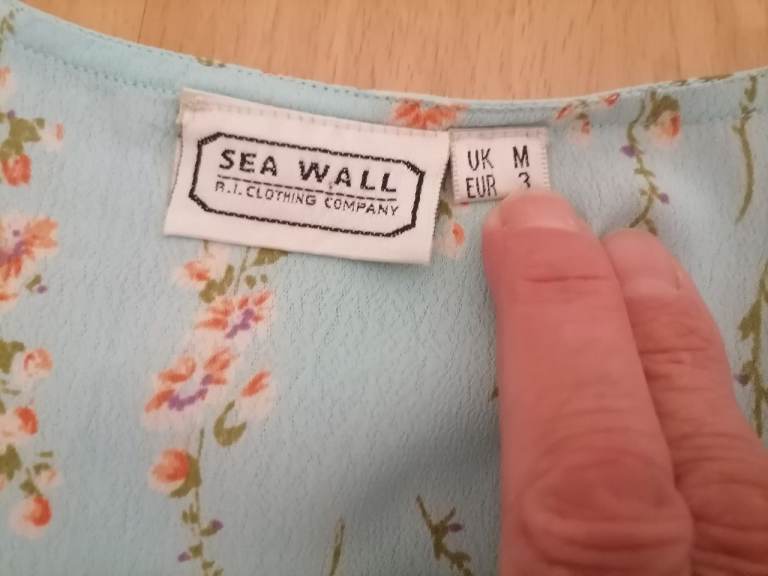 SEA WALL
R.I. CLOTHING COMPANY
UK M
EUR 3